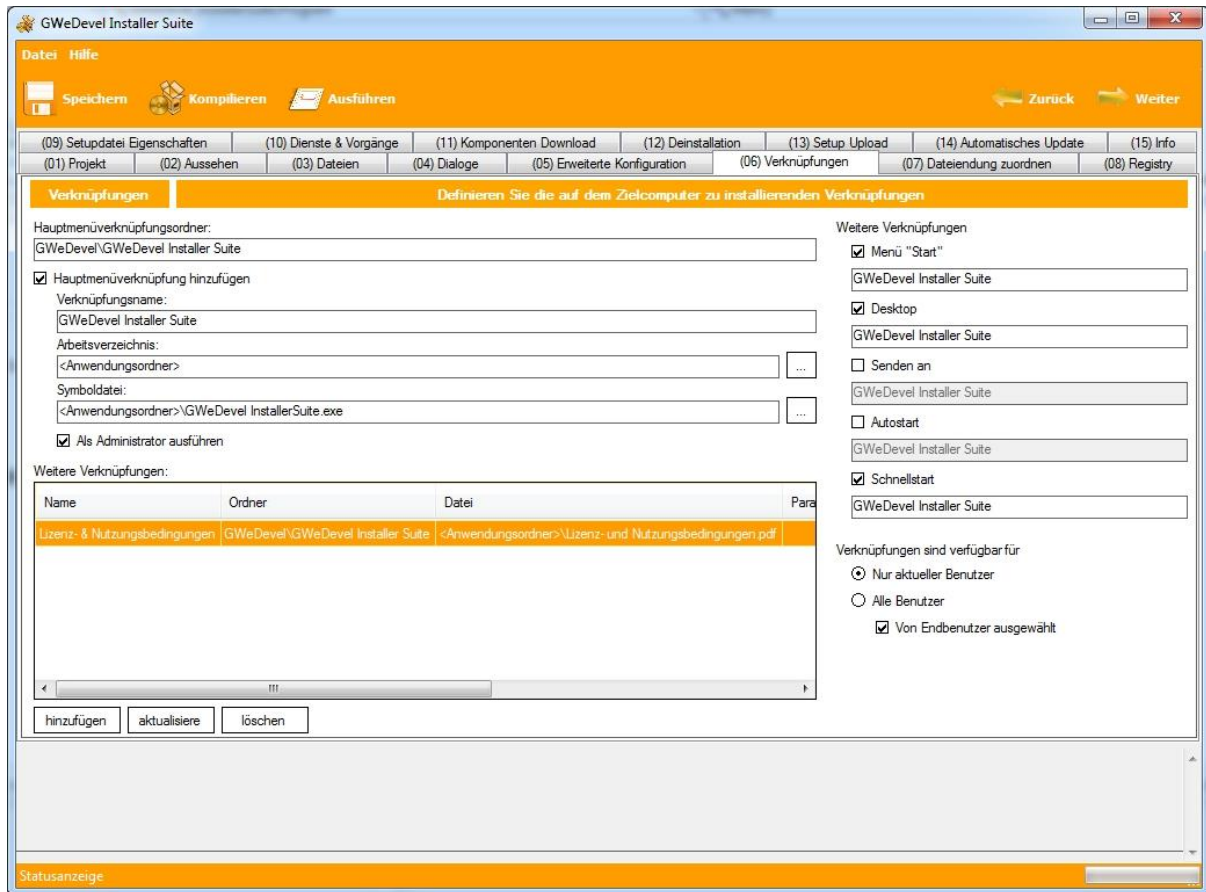 GWeDevel Installer Suite
Datei Hilfe
Speichern Kompilieren Ausführen Zurück Weiter
(09) Setupdatei Eigenschaften (10) Dienste & Vorgänge (11) Komponenten Download (12) Deinstallation (13) Setup Upload (14) Automatisches Update (15) Info
(01) Projekt (02) Aussehen (03) Dateien (04) Dialoge (05) Erweiterte Konfiguration (06) Verknüpfungen (07) Dateiendung zuordnen (08) Registry
Verknüpfungen Definieren Sie die auf dem Zielcomputer zu installierenden Verknüpfungen
Hauptmenüverknüpfungsordner:
GWeDevel\GWeDevel Installer Suite
Hauptmenüverknüpfung hinzufügen
Verknüpfungsname:
GWeDevel Installer Suite
Arbeitsverzeichnis:
<Anwendungsordner> ...
Symboldatei:
<Anwendungsordner>\GWeDevel InstallerSuite.exe ...
Als Administrator ausführen
Weitere Verknüpfungen:
Name Ordner Datei Para
Lizenz- & Nutzungsbedingungen GWeDevel\GWeDevel Installer Suite <Anwendungsordner>\Lizenz- und Nutzungsbedingungen.pdf
hinzufügen aktualisiere löschen
Weitere Verknüpfungen
Menü "Start"
GWeDevel Installer Suite
Desktop
GWeDevel Installer Suite
Senden an
GWeDevel Installer Suite
Autostart
GWeDevel Installer Suite
Schnellstart
GWeDevel Installer Suite
Verknüpfungen sind verfügbar für
Nur aktueller Benutzer
Alle Benutzer
Von Endbenutzer ausgewählt
Statusanzeige